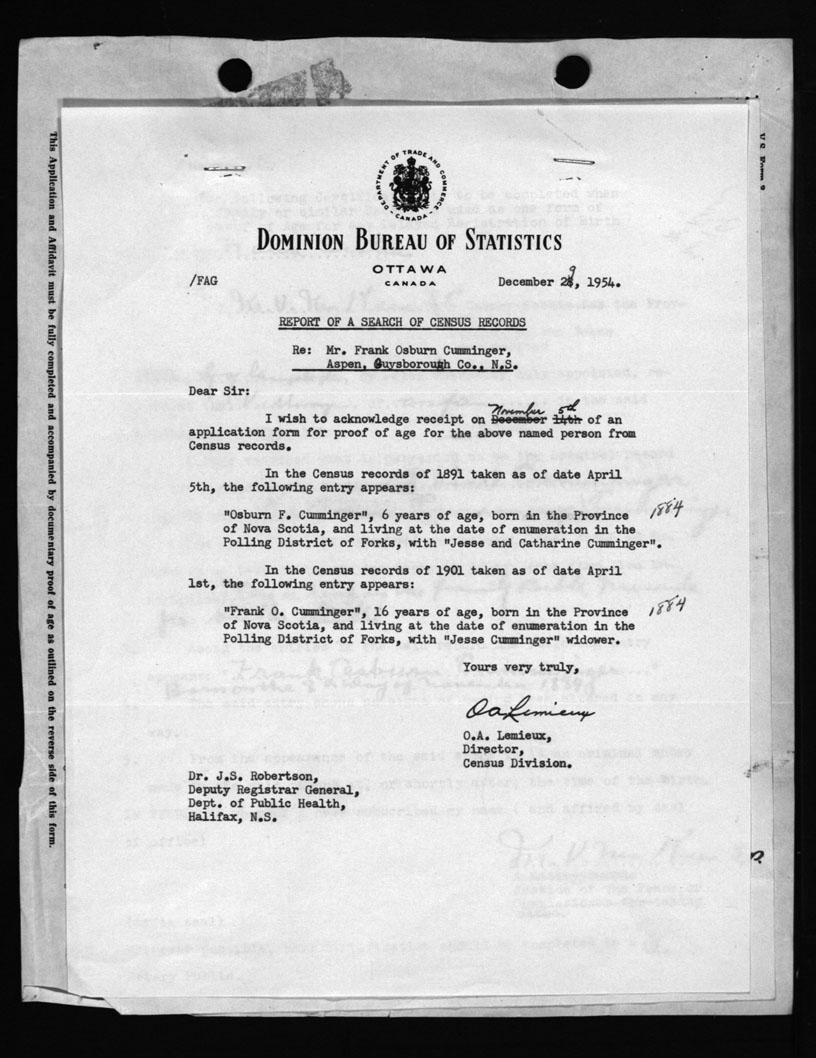 DEPARTMENT OF TRADE AND COMMERCE
CANADA
DOMINION BUREAU OF STATISTICS
OTTAWA
CANADA
/FAG
December 29, 1954.
REPORT OF A SEARCH OF CENSUS RECORDS
Re: Mr. Frank Osburn Cumminger,
Aspen, Guysborough Co., N.S.
Dear Sir:
November 5th
I wish to acknowledge receipt on December 14th of an
application form for proof of age for the above named person from
Census records.
In the Census records of 1891 taken as of date April
5th, the following entry appears:
"Osburn F. Cumminger", 6 years of age, born in the Province 1884
of Nova Scotia, and living at the date of enumeration in the
Polling District of Forks, with "Jesse and Catharine Cumminger".
In the Census records of 1901 taken as of date April
1st, the following entry appears:
"Frank O. Cumminger", 16 years of age, born in the Province 1884
of Nova Scotia, and living at the date of enumeration in the
Polling District of Forks, with "Jesse Cumminger" widower.
Yours very truly,
O A Lemieux
O.A. Lemieux,
Director,
Census Division.
Dr. J.S. Robertson,
Deputy Registrar General,
Dept. of Public Health,
Halifax, N.S.
This Application and Affidavit must be fully completed and accompanied by documentary proof of age as outlined on the reverse side of this form.